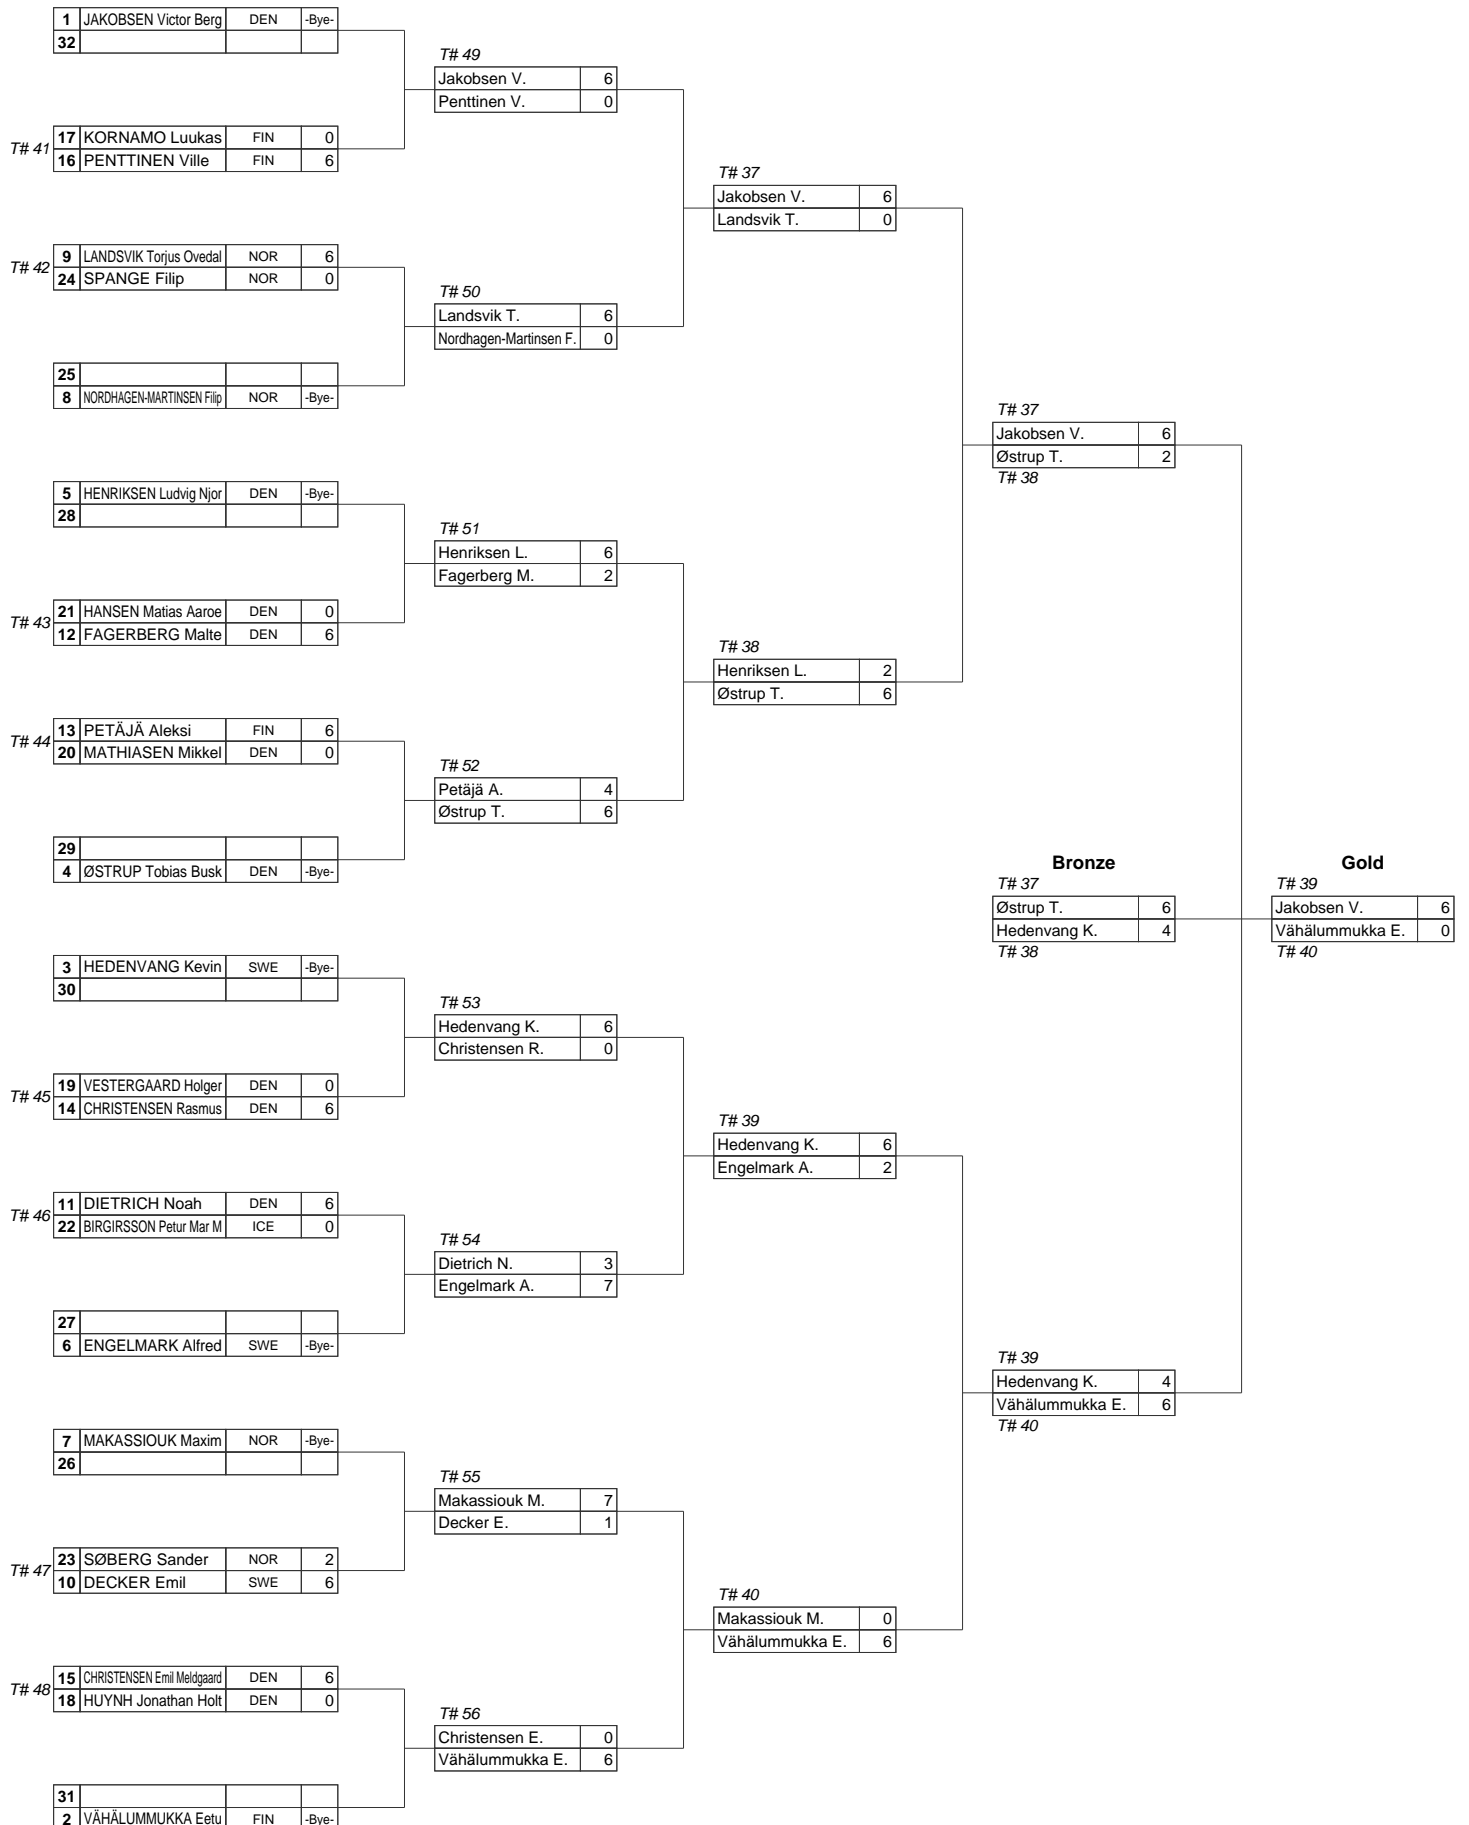 1 JAKOBSEN Victor Berg DEN -Bye-
32
T# 49
Jakobsen V. 6
Penttinen V. 0
T# 41
17 KORNAMO Luukas FIN 0
16 PENTTINEN Ville FIN 6
T# 37
Jakobsen V. 6
Landsvik T. 0
T# 42
9 LANDSVIK Torjus Ovedal NOR 6
24 SPANGE Filip NOR 0
T# 50
Landsvik T. 6
Nordhagen-Martinsen F. 0
25
8 NORDHAGEN-MARTINSEN Filip NOR -Bye-
T# 37
Jakobsen V. 6
Østrup T. 2
T# 38
5 HENRIKSEN Ludvig Njor DEN -Bye-
28
T# 51
Henriksen L. 6
Fagerberg M. 2
T# 43
21 HANSEN Matias Aaroe DEN 0
12 FAGERBERG Malte DEN 6
T# 38
Henriksen L. 2
Østrup T. 6
T# 44
13 PETÄJÄ Aleksi FIN 6
20 MATHIASEN Mikkel DEN 0
T# 52
Petäjä A. 4
Østrup T. 6
29
4 ØSTRUP Tobias Busk DEN -Bye-
Bronze
T# 37
Østrup T. 6
Hedenvang K. 4
T# 38
Gold
T# 39
Jakobsen V. 6
Vähälummukka E. 0
T# 40
3 HEDENVANG Kevin SWE -Bye-
30
T# 53
Hedenvang K. 6
Christensen R. 0
T# 45
19 VESTERGAARD Holger DEN 0
14 CHRISTENSEN Rasmus DEN 6
T# 39
Hedenvang K. 6
Engelmark A. 2
T# 46
11 DIETRICH Noah DEN 6
22 BIRGIRSSON Petur Mar M ICE 0
T# 54
Dietrich N. 3
Engelmark A. 7
27
6 ENGELMARK Alfred SWE -Bye-
T# 39
Hedenvang K. 4
Vähälummukka E. 6
T# 40
7 MAKASSIOUK Maxim NOR -Bye-
26
T# 55
Makassiouk M. 7
Decker E. 1
T# 47
23 SØBERG Sander NOR 2
10 DECKER Emil SWE 6
T# 40
Makassiouk M. 0
Vähälummukka E. 6
T# 48
15 CHRISTENSEN Emil Meldgaard DEN 6
18 HUYNH Jonathan Holt DEN 0
T# 56
Christensen E. 0
Vähälummukka E. 6
31
2 VÄHÄLUMMUKKA Eetu FIN -Bye-